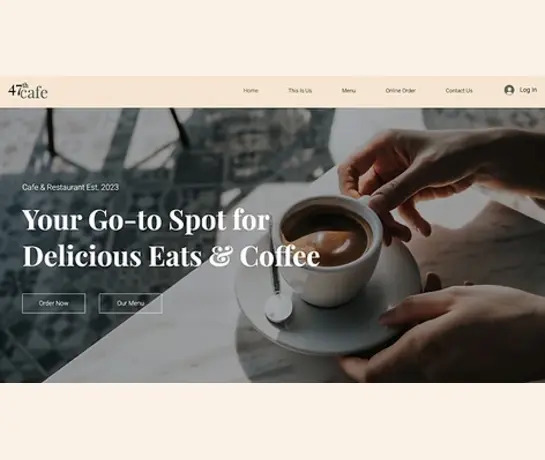 47th
cafe
Home This Is Us Menu Online Order Contact Us Log In
Cafe & Restaurant Est. 2023
Your Go-to Spot for
Delicious Eats & Coffee
Order Now Our Menu